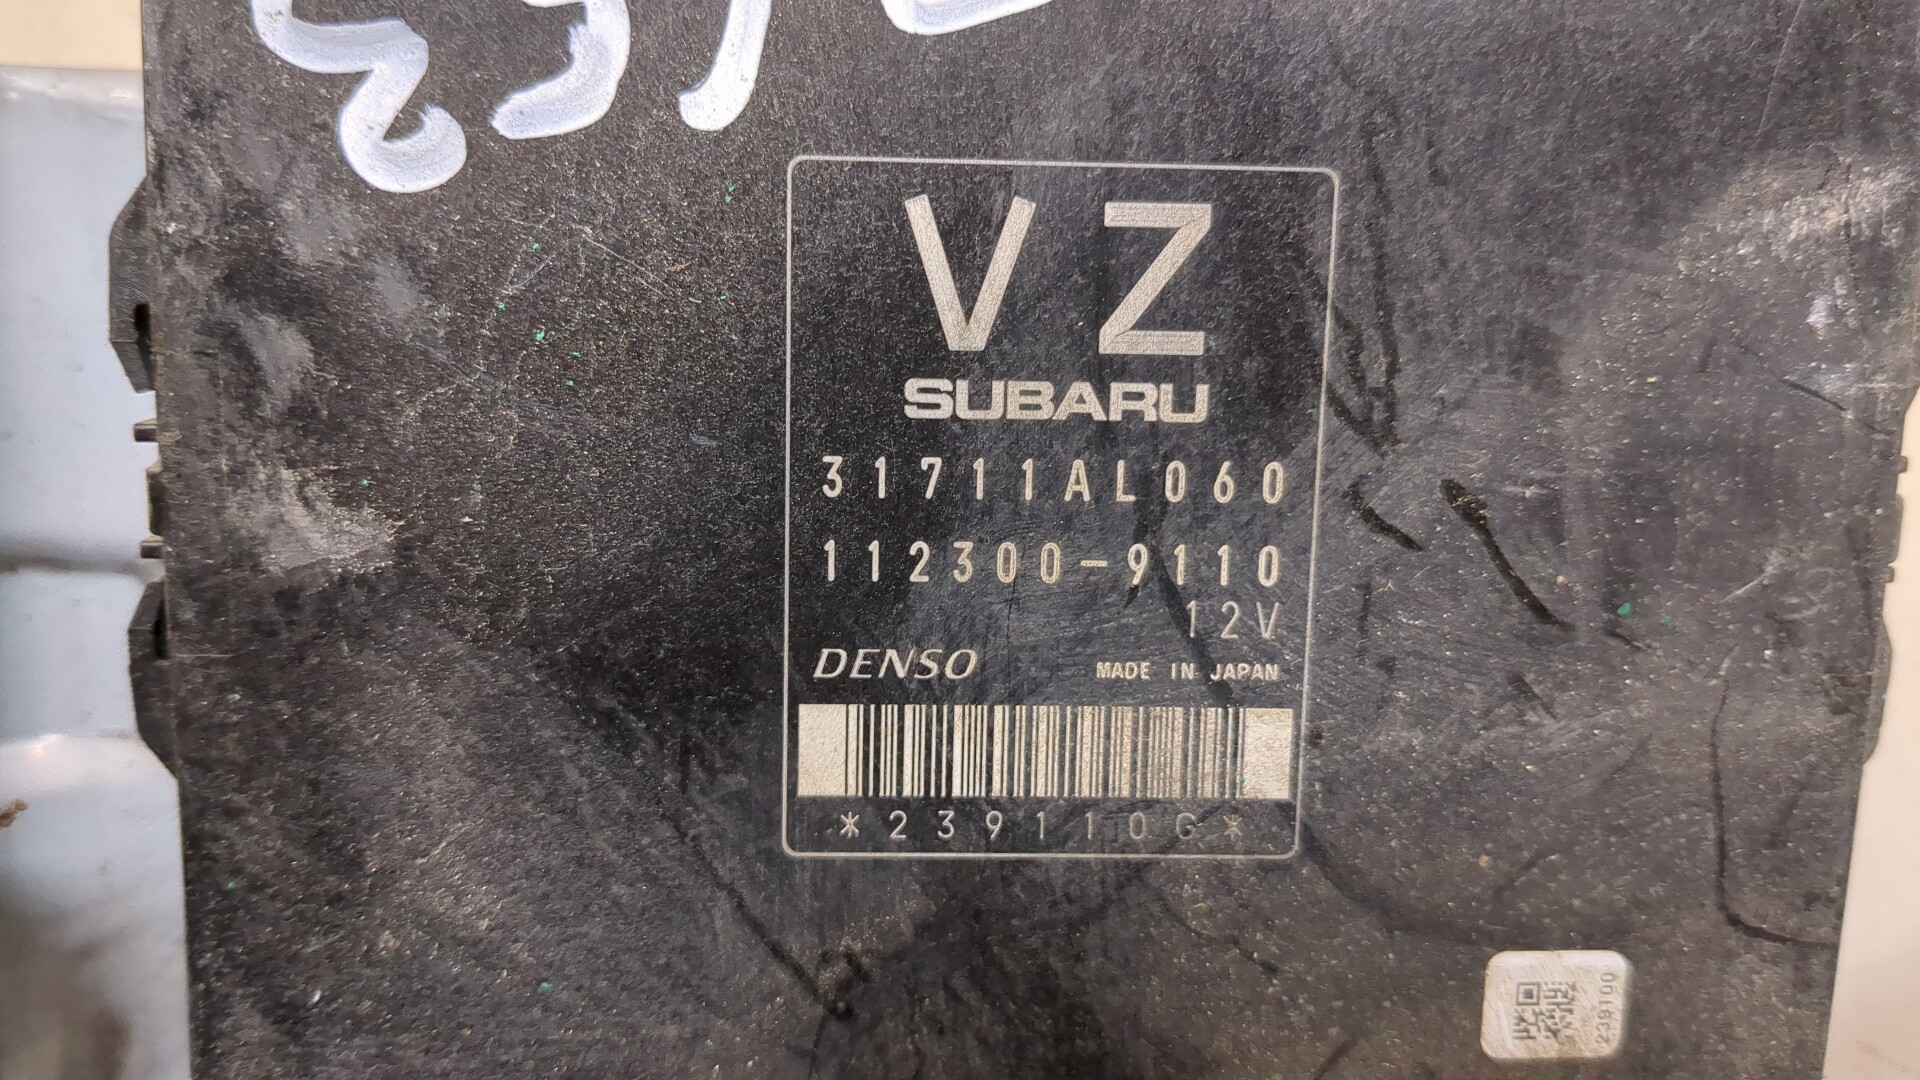 VZ
SUBARU
31711AL060
112300-9110
12V
DENSO
MADE IN JAPAN
*239110G*
239100